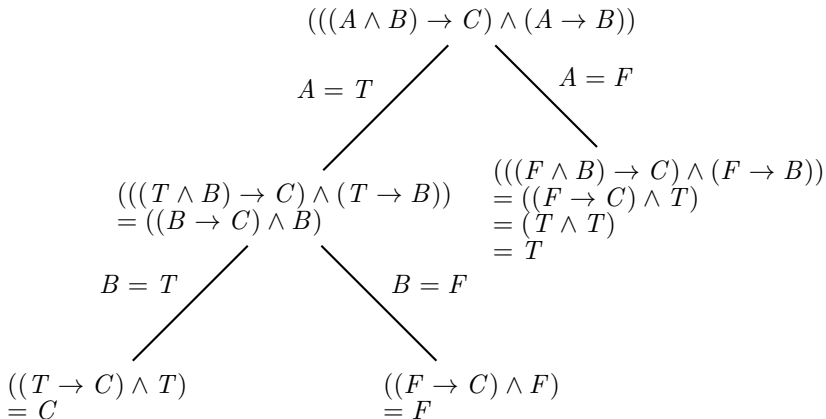 (((A ∧ B) → C) ∧ (A → B))
A = T
A = F
(((T ∧ B) → C) ∧ (T → B))
= ((B → C) ∧ B)
(((F ∧ B) → C) ∧ (F → B))
= ((F → C) ∧ T)
= (T ∧ T)
= T
B = T
B = F
((T → C) ∧ T)
= C
((F → C) ∧ F)
= F